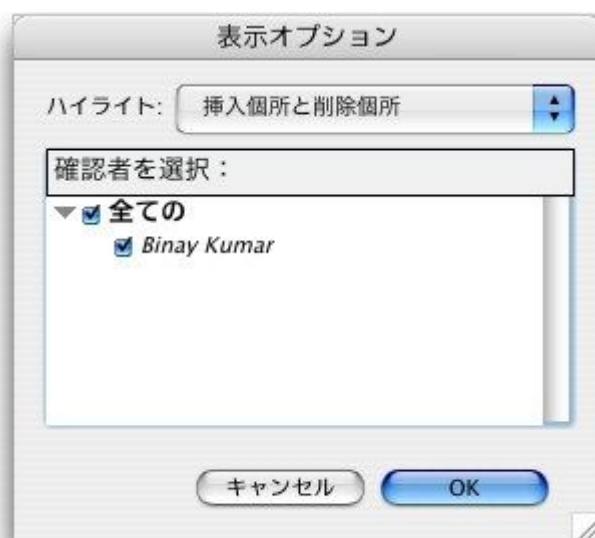 表示オプション
ハイライト: 挿入個所と削除個所
確認者を選択：
全ての
Binay Kumar
キャンセル OK